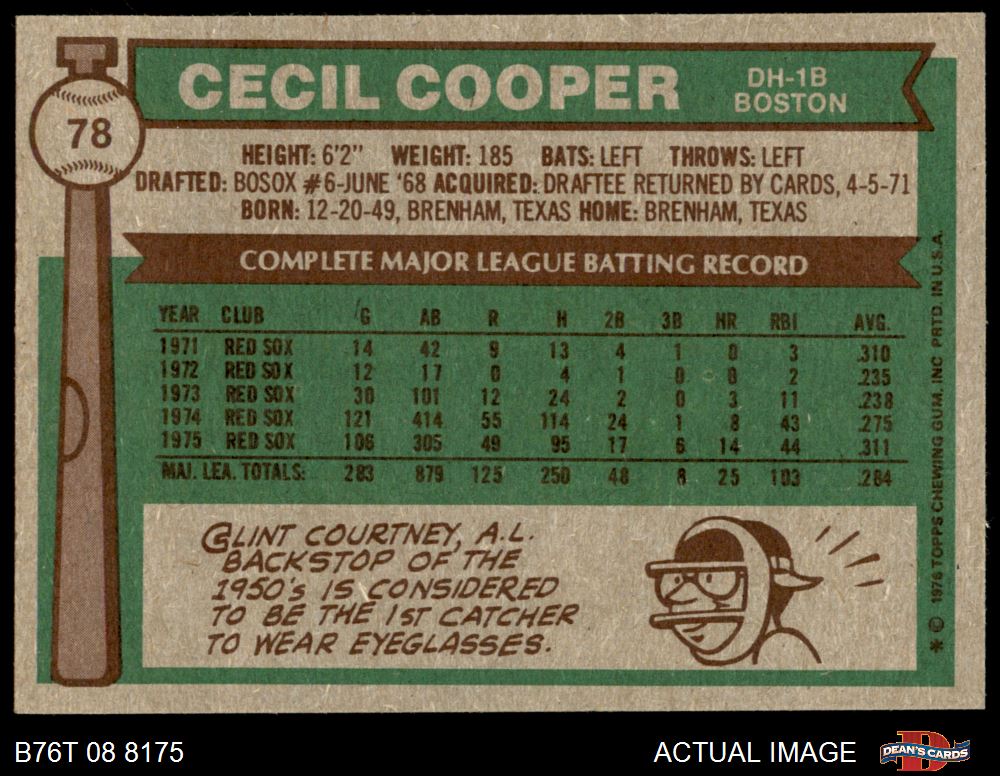 78
CECIL COOPER
DH-1B
BOSTON
HEIGHT: 6'2" WEIGHT: 185 BATS: LEFT THROWS: LEFT
DRAFTED: BOSOX #6-JUNE '68 ACQUIRED: DRAFTEE RETURNED BY CARDS, 4-5-71
BORN: 12-20-49, BRENHAM, TEXAS HOME: BRENHAM, TEXAS
COMPLETE MAJOR LEAGUE BATTING RECORD
YEAR CLUB G AB R H 2B 3B HR RBI AVG.
1971 RED SOX 14 42 9 13 4 1 0 3 .310
1972 RED SOX 12 17 0 4 1 0 0 2 .235
1973 RED SOX 30 101 12 24 2 0 3 11 .238
1974 RED SOX 121 414 55 114 24 1 8 43 .275
1975 RED SOX 106 305 49 95 17 6 14 44 .311
MAJ. LEA. TOTALS: 283 879 125 250 48 8 25 103 .284
CLINT COURTNEY, A.L.
BACKSTOP OF THE
1950's IS CONSIDERED
TO BE THE 1ST CATCHER
TO WEAR EYEGLASSES.
* © 1976 TOPPS CHEWING GUM, INC PRTD. IN U.S.A.
B76T 08 8175
ACTUAL IMAGE
D
DEAN'S CARDS